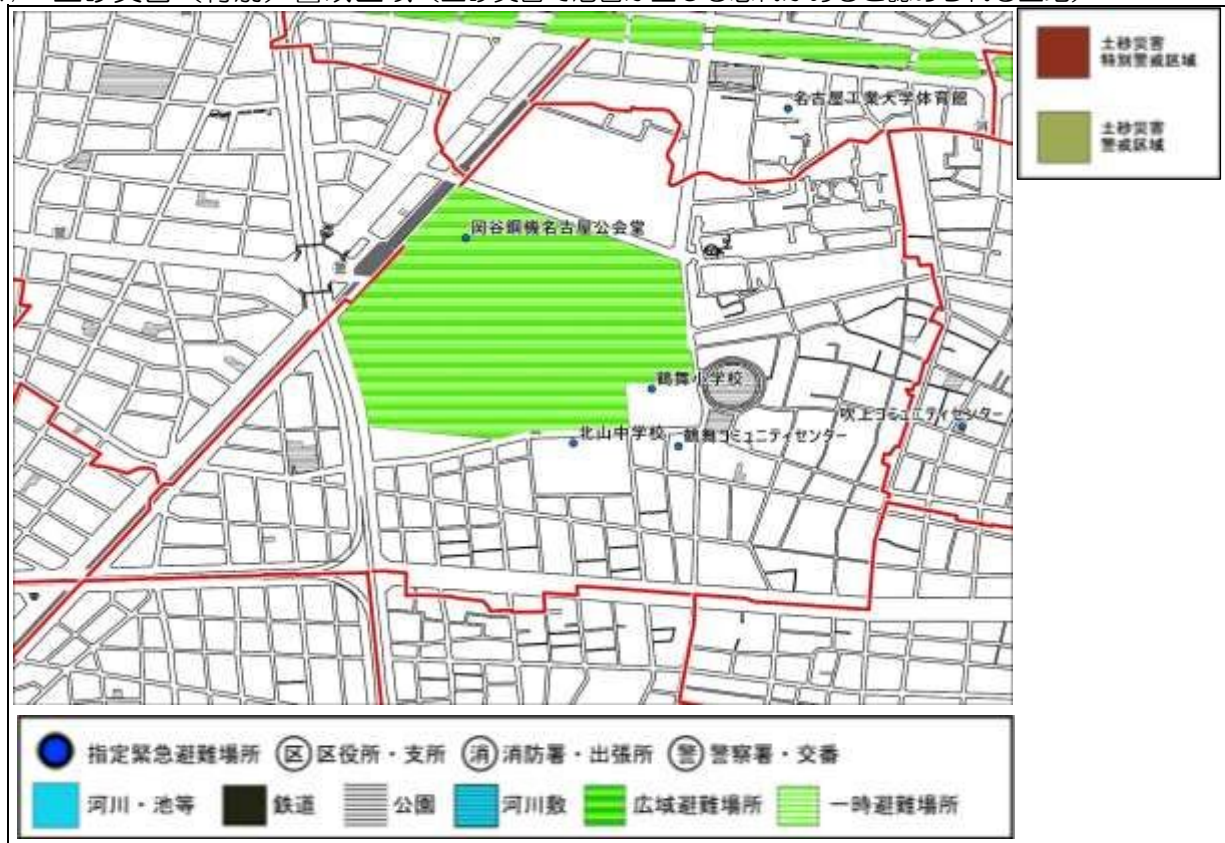 土砂災害
特別警戒区域
土砂災害
警戒区域
名古屋工業大学体育館
岡谷鋼機名古屋公会堂
鶴舞小学校
吹上コミュニティセンター
北山中学校
鶴舞コミュニティセンター
指定緊急避難場所
区 区役所・支所
消 消防署・出張所
警 警察署・交番
河川・池等
鉄道
公園
河川敷
広域避難場所
一時避難場所